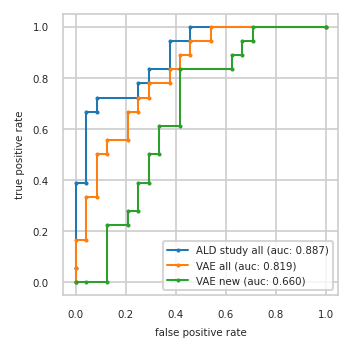 1.0
0.8
0.6
0.4
0.2
0.0
true positive rate
ALD study all (auc: 0.887)
VAE all (auc: 0.819)
VAE new (auc: 0.660)
0.0 0.2 0.4 0.6 0.8 1.0
false positive rate